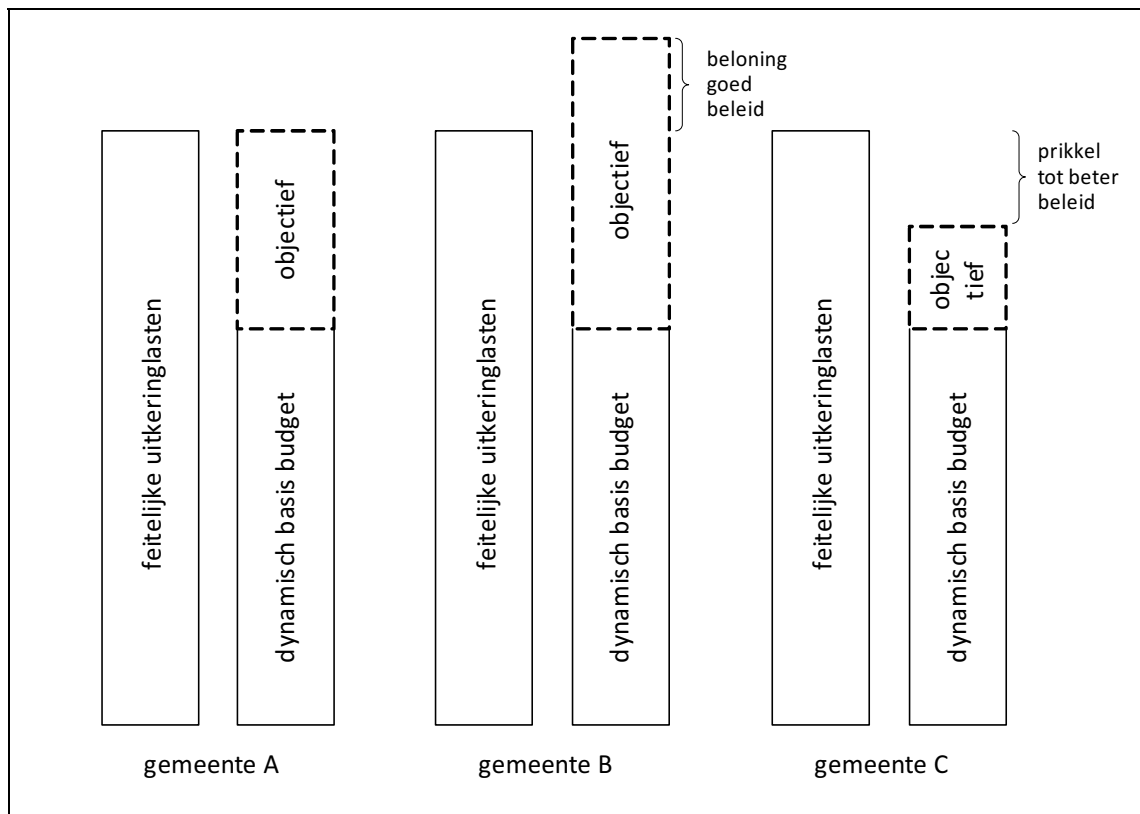 feitelijke uitkeringlasten
objectief
dynamisch basis budget
gemeente A
feitelijke uitkeringlasten
objectief
dynamisch basis budget
beloning
goed
beleid
gemeente B
feitelijke uitkeringlasten
objec
tief
dynamisch basis budget
prikkel
tot beter
beleid
gemeente C